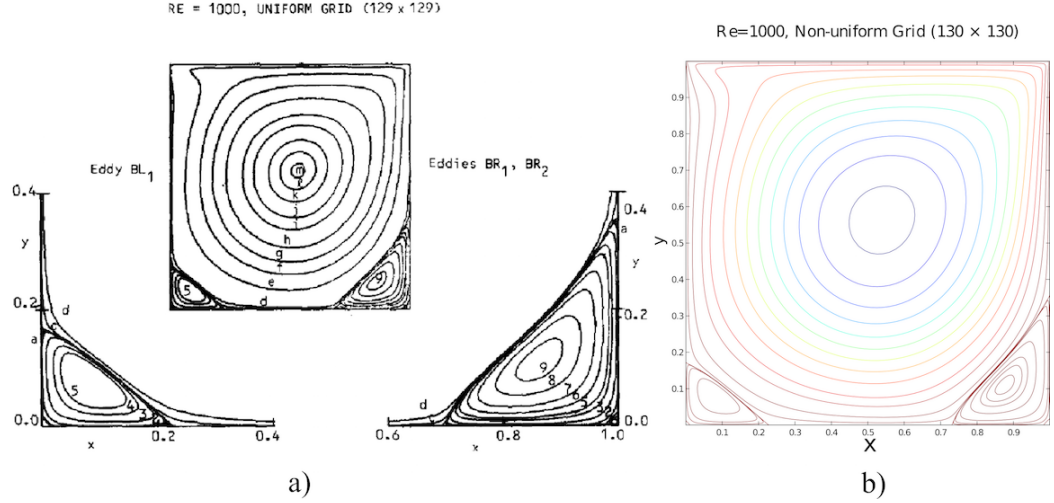 RE = 1000, UNIFORM GRID (129 x 129)
Eddy BL1
Eddies BR1, BR2
m
k
j
i
h
g
f
e
d
5
9
0.4
y
0.2
0.0
d
c
a
5
4
3
x
0.2
0.4
0.4
a
y
0.2
0.0
9
8
7
6
5
3
2
d
0.6
x
0.8
1.0
a)
Re=1000, Non-uniform Grid (130 × 130)
0.9
0.8
0.7
0.6
0.5
0.4
0.3
0.2
0.1
y
0.1
0.2
0.3
0.4
0.5
0.6
0.7
0.8
0.9
X
b)